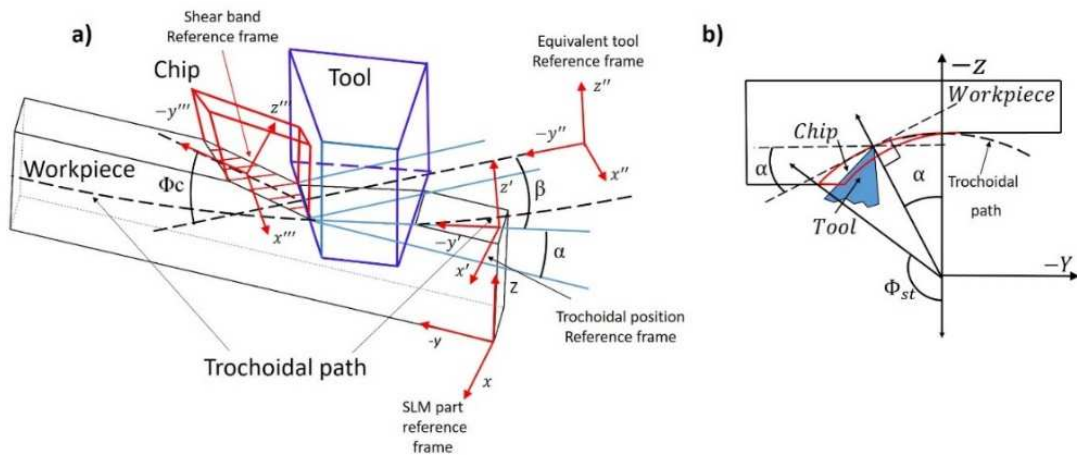 a)
Shear band
Reference frame
Chip
Tool
Equivalent tool
Reference frame
z''
−y''
x''
−y'''
z'''
Workpiece
Φc
x'''
z'
β
−y'
x'
α
z
Trochoidal position
Reference frame
-y
Trochoidal path
x
SLM part
reference
frame
b)
−Z
Workpiece
Chip
α
α
Trochoidal
path
Tool
−Y
Φst